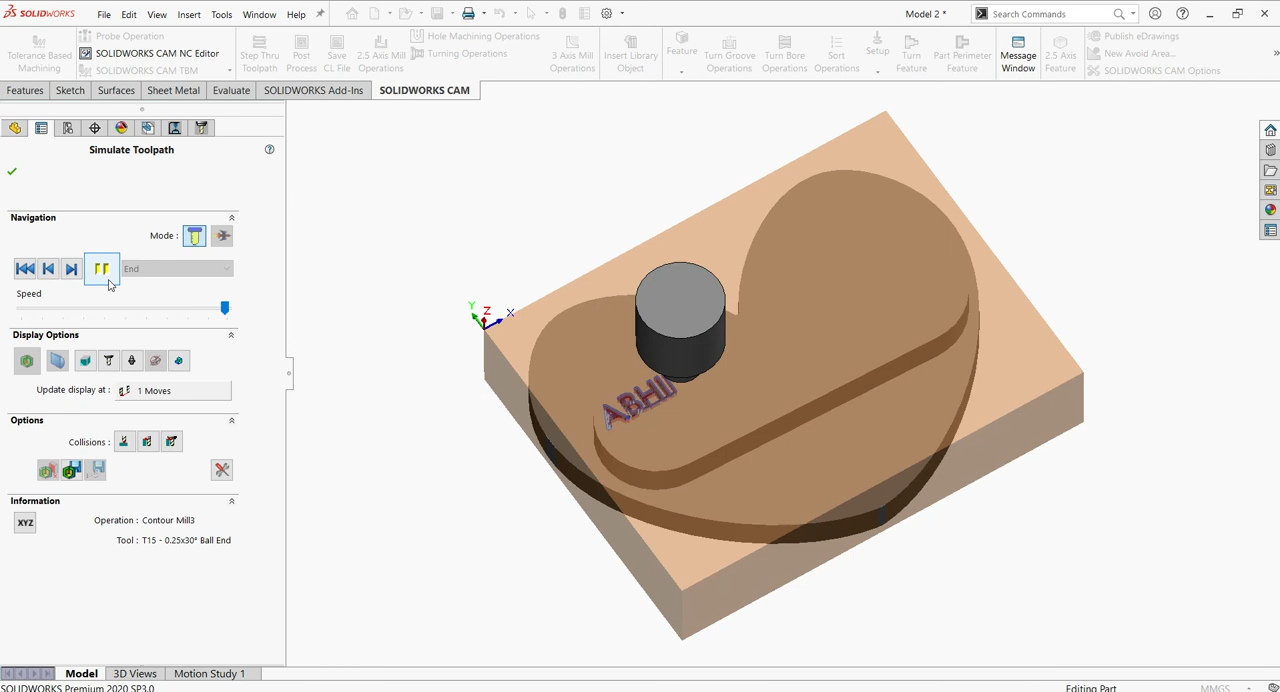 SOLIDWORKS File Edit View Insert Tools Window Help Model 2 * Search Commands
Tolerance Based Machining
Probe Operation
SOLIDWORKS CAM NC Editor
SOLIDWORKS CAM TBM
Step Thru Toolpath
Post Process
Save CL File
2.5 Axis Mill Operations
Hole Machining Operations
Turning Operations
3 Axis Mill Operations
Insert Library Object
Feature
Turn Groove Operations
Turn Bore Operations
Sort Operations
Setup
Turn Feature
Part Perimeter Feature
Message Window
2.5 Axis Feature
Publish eDrawings
New Avoid Area...
SOLIDWORKS CAM Options
Features Sketch Surfaces Sheet Metal Evaluate SOLIDWORKS Add-Ins SOLIDWORKS CAM
Simulate Toolpath
Navigation
Mode :
End
Speed
Display Options
Update display at : 1 Moves
Options
Collisions :
Information
XYZ
Operation : Contour Mill3
Tool : T15 - 0.25x30° Ball End
Y Z X
Model 3D Views Motion Study 1
SOLIDWORKS Premium 2020 SP3.0 Editing Part MMGS